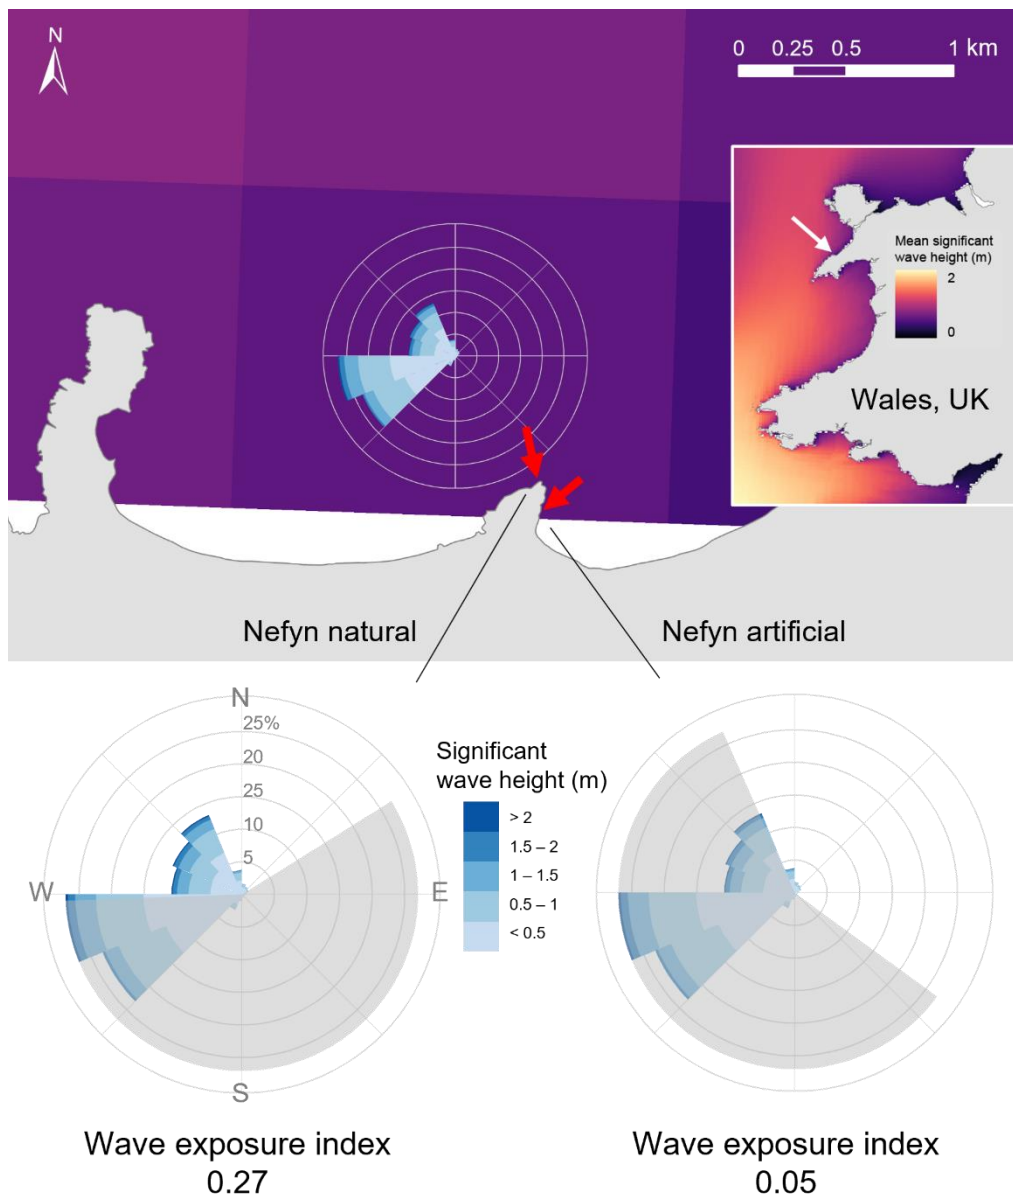 N
0 0.25 0.5 1 km
Mean significant
wave height (m)
2
0
Wales, UK
Nefyn natural
Nefyn artificial
N
25%
20
25
10
5
W
E
S
Significant
wave height (m)
> 2
1.5 – 2
1 – 1.5
0.5 – 1
< 0.5
Wave exposure index
0.27
Wave exposure index
0.05